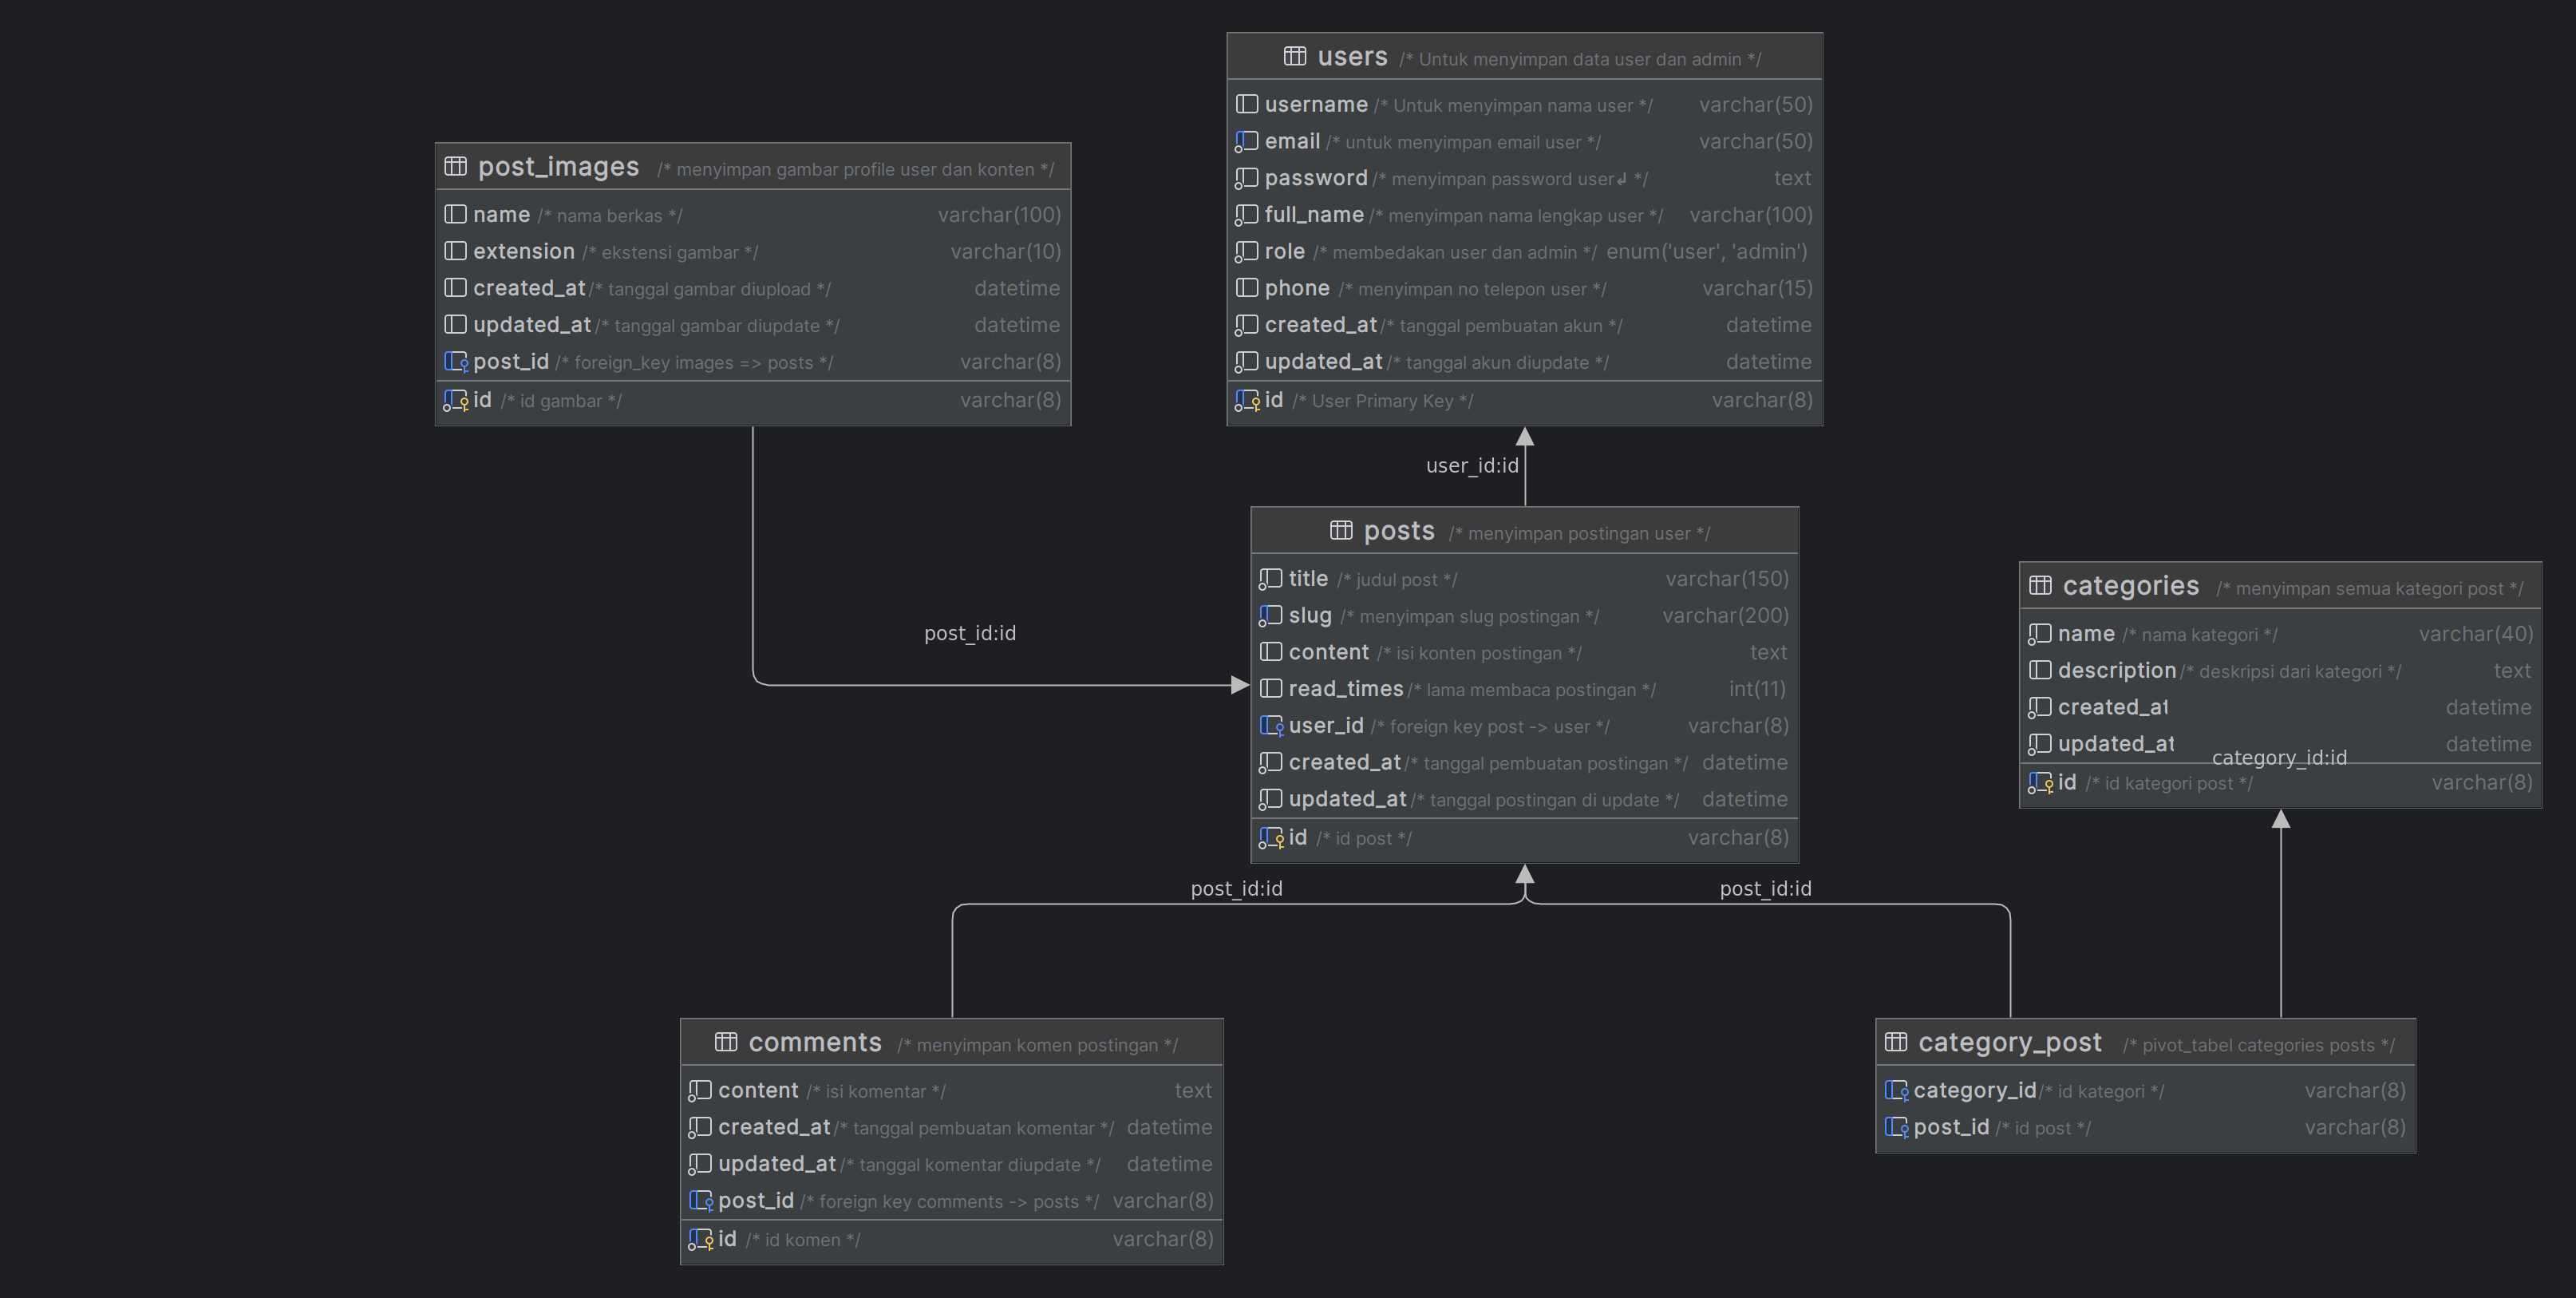 users /* Untuk menyimpan data user dan admin */
username /* Untuk menyimpan nama user */ varchar(50)
email /* untuk menyimpan email user */ varchar(50)
password /* menyimpan password user↲ */ text
full_name /* menyimpan nama lengkap user */ varchar(100)
role /* membedakan user dan admin */ enum('user', 'admin')
phone /* menyimpan no telepon user */ varchar(15)
created_at /* tanggal pembuatan akun */ datetime
updated_at /* tanggal akun diupdate */ datetime
id /* User Primary Key */ varchar(8)
post_images /* menyimpan gambar profile user dan konten */
name /* nama berkas */ varchar(100)
extension /* ekstensi gambar */ varchar(10)
created_at /* tanggal gambar diupload */ datetime
updated_at /* tanggal gambar diupdate */ datetime
post_id /* foreign_key images => posts */ varchar(8)
id /* id gambar */ varchar(8)
user_id:id
post_id:id
posts /* menyimpan postingan user */
title /* judul post */ varchar(150)
slug /* menyimpan slug postingan */ varchar(200)
content /* isi konten postingan */ text
read_times /* lama membaca postingan */ int(11)
user_id /* foreign key post -> user */ varchar(8)
created_at /* tanggal pembuatan postingan */ datetime
updated_at /* tanggal postingan di update */ datetime
id /* id post */ varchar(8)
categories /* menyimpan semua kategori post */
name /* nama kategori */ varchar(40)
description /* deskripsi dari kategori */ text
created_at datetime
updated_at datetime
category_id:id
id /* id kategori post */ varchar(8)
post_id:id
post_id:id
comments /* menyimpan komen postingan */
content /* isi komentar */ text
created_at /* tanggal pembuatan komentar */ datetime
updated_at /* tanggal komentar diupdate */ datetime
post_id /* foreign key comments -> posts */ varchar(8)
id /* id komen */ varchar(8)
category_post /* pivot_tabel categories posts */
category_id /* id kategori */ varchar(8)
post_id /* id post */ varchar(8)